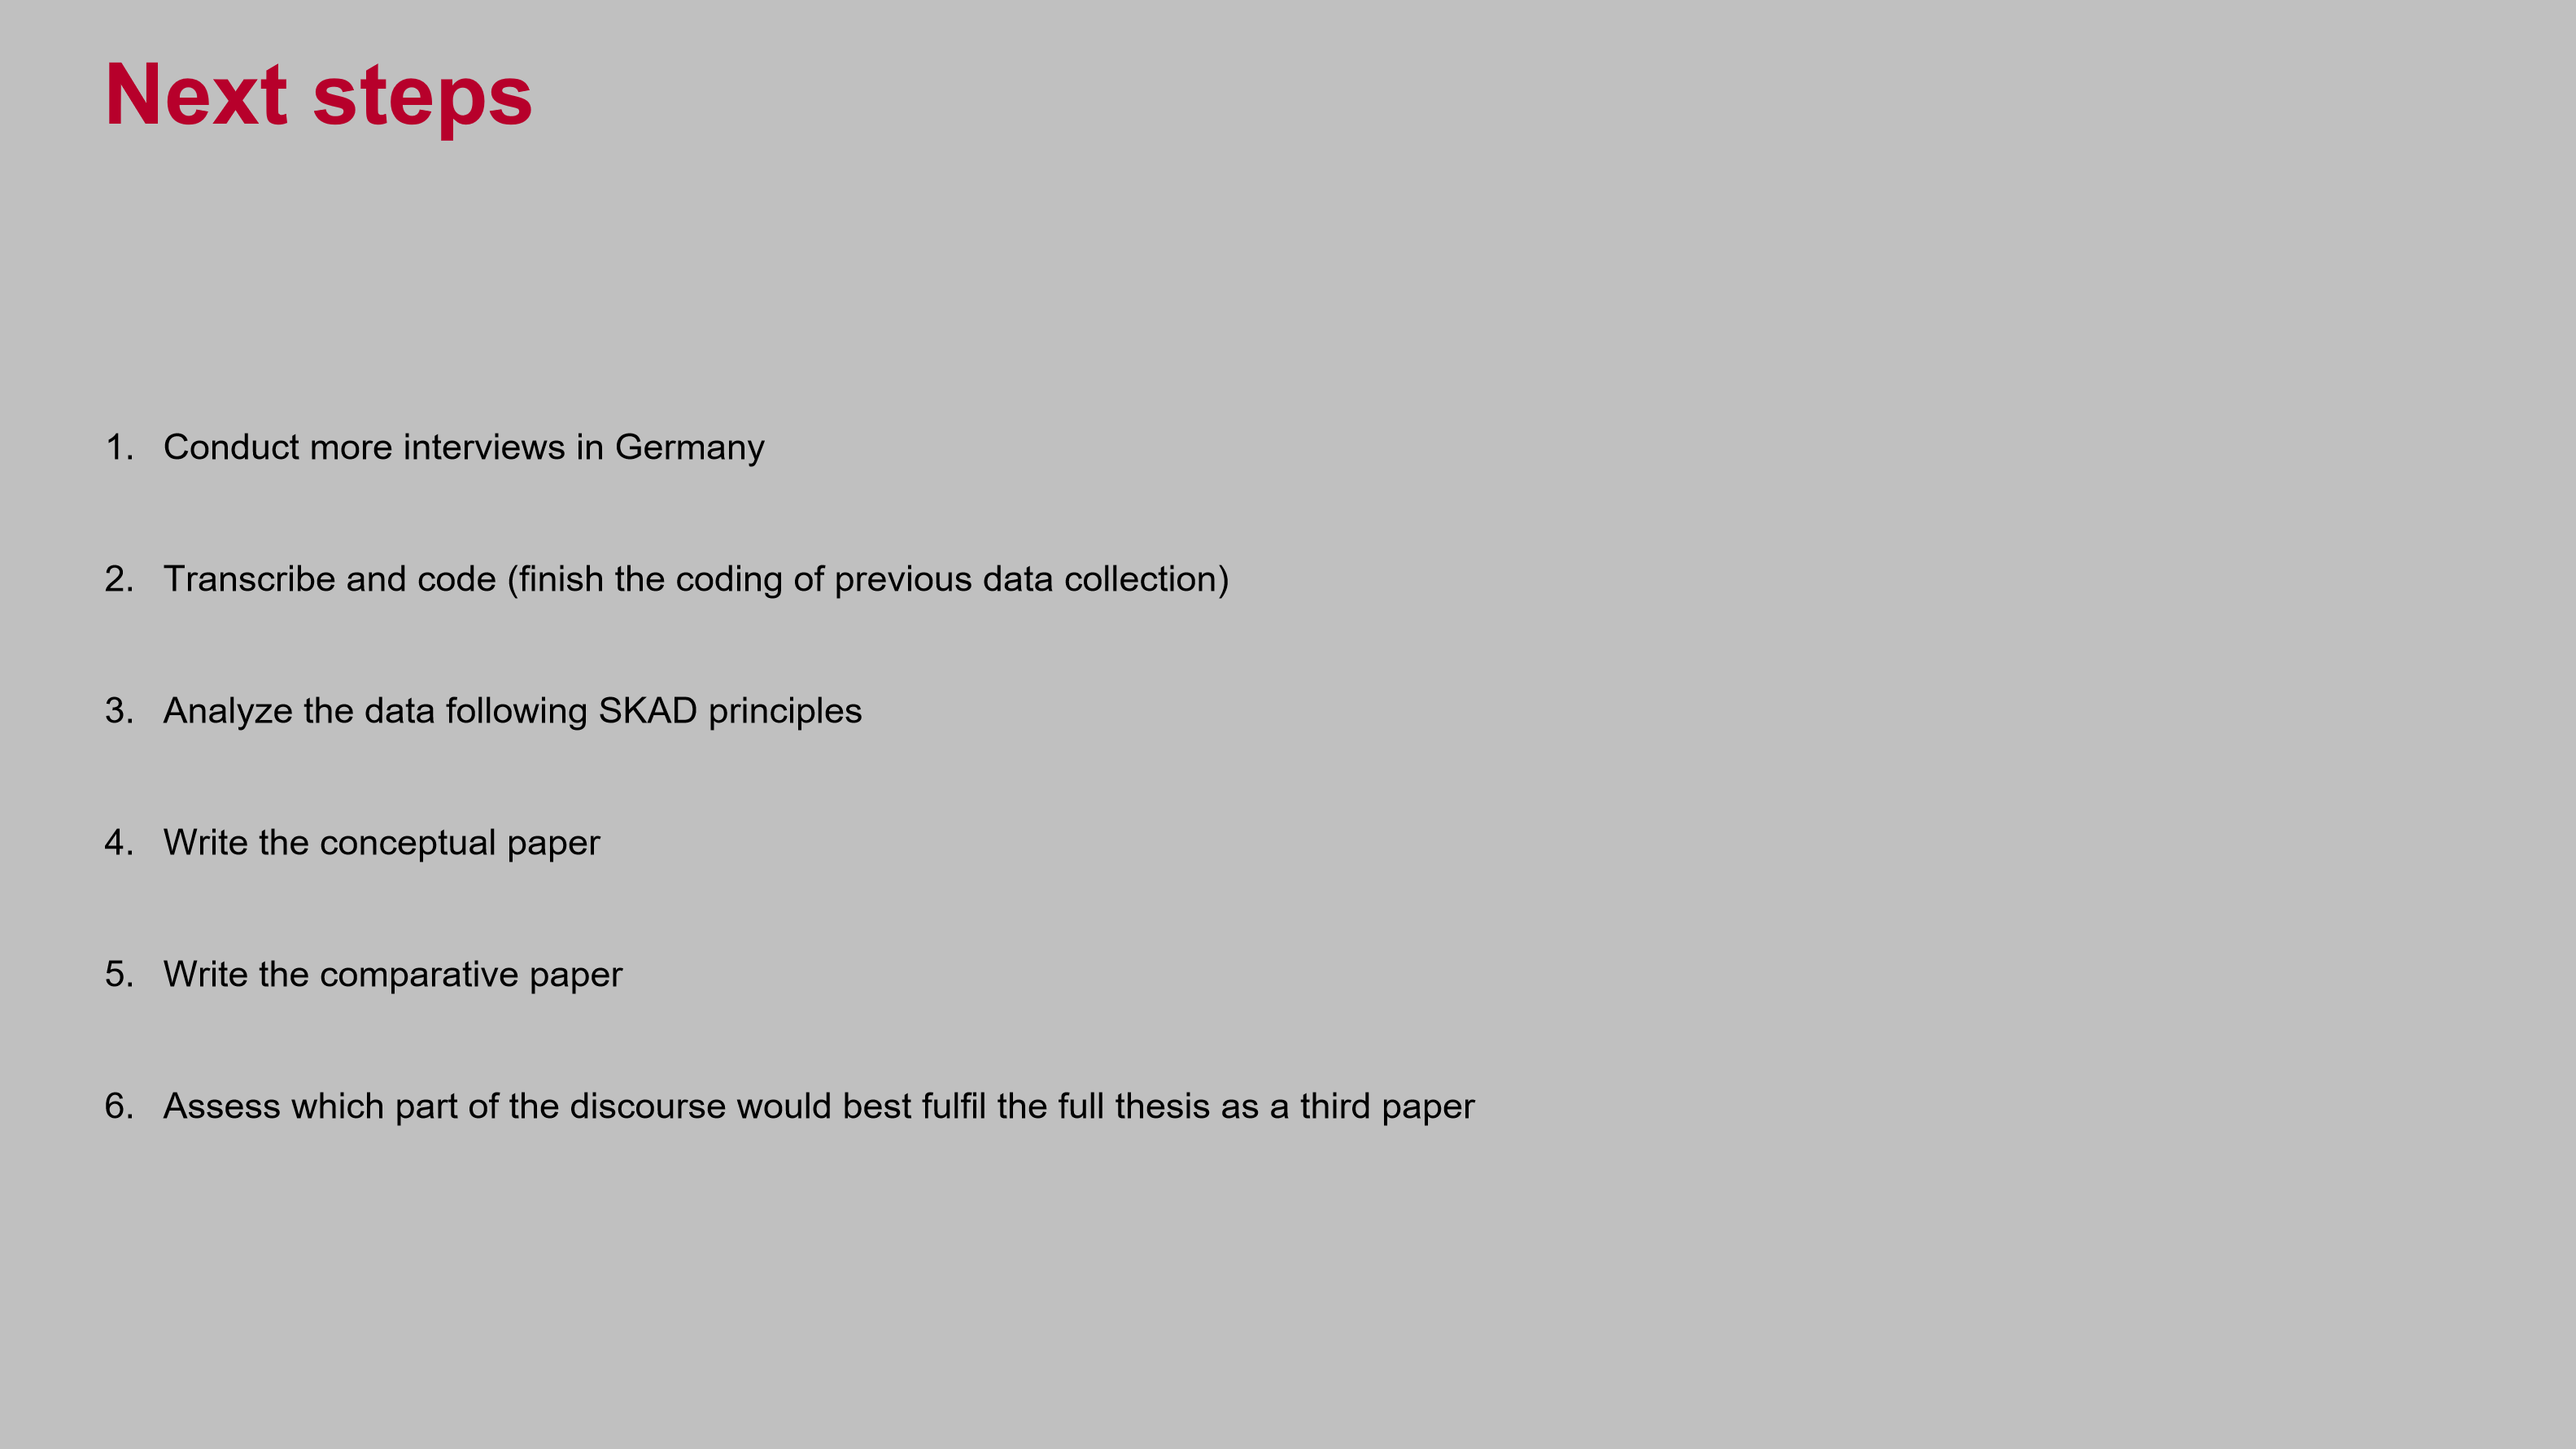 Next steps
1. Conduct more interviews in Germany
2. Transcribe and code (finish the coding of previous data collection)
3. Analyze the data following SKAD principles
4. Write the conceptual paper
5. Write the comparative paper
6. Assess which part of the discourse would best fulfil the full thesis as a third paper